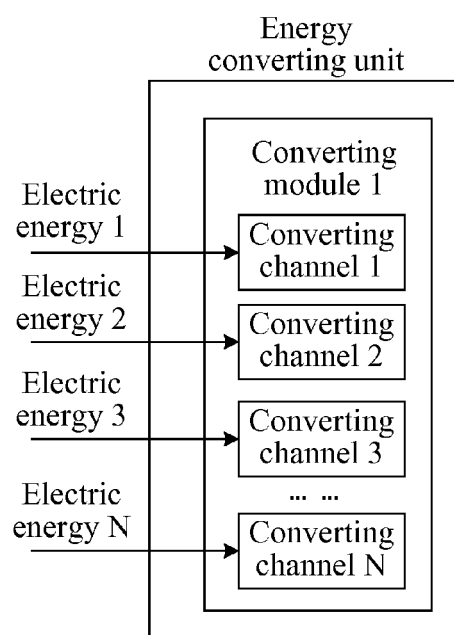 Energy
converting unit
Converting
module 1
Electric
energy 1
Converting
channel 1
Electric
energy 2
Converting
channel 2
Electric
energy 3
Converting
channel 3
... ...
Electric
energy N
Converting
channel N